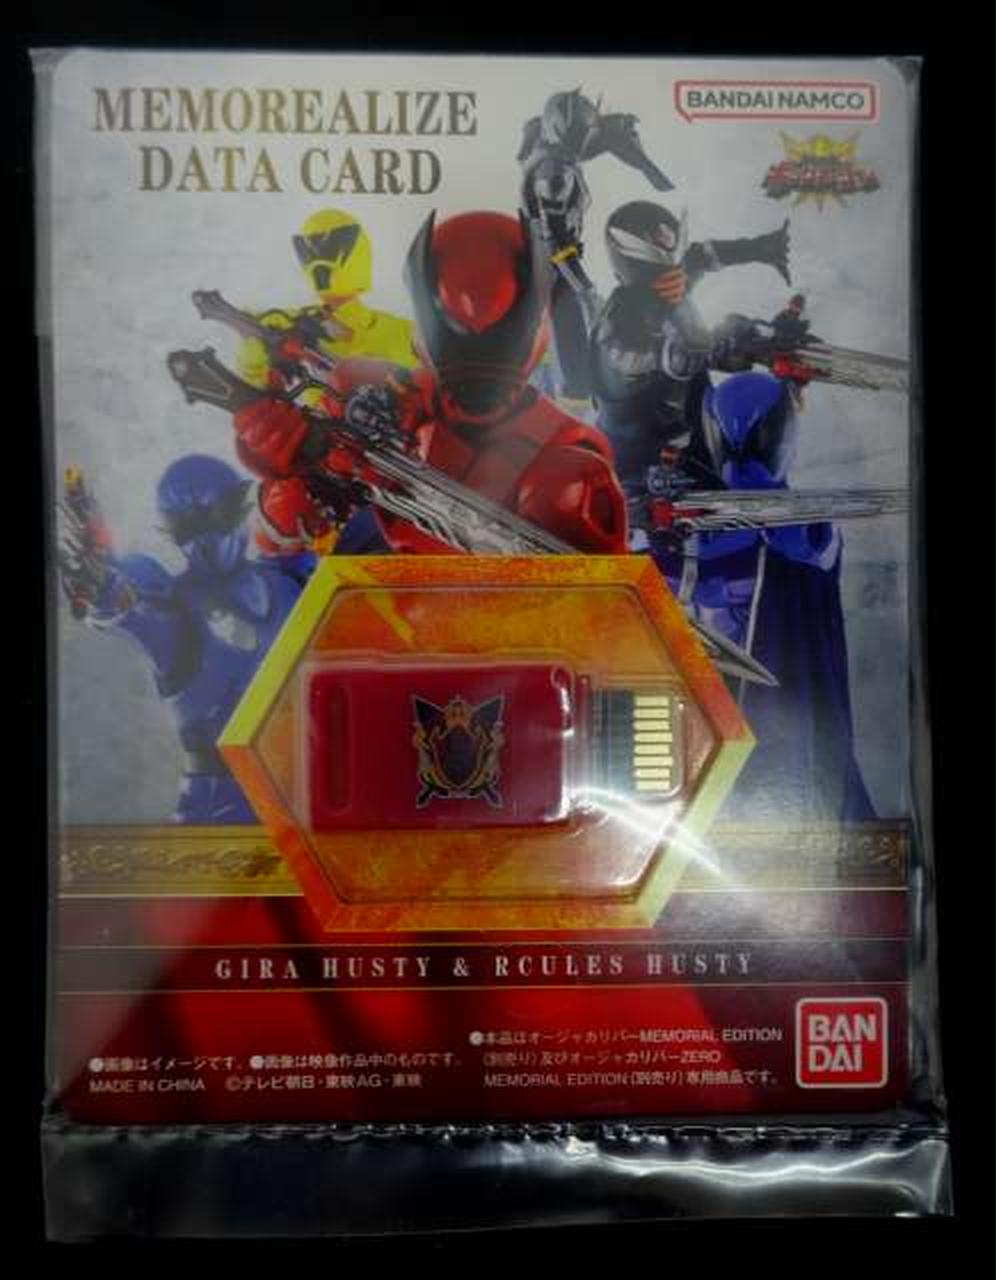 MEMOREALIZE
DATA CARD
BANDAI NAMCO
GIRA HUSTY & RCULES HUSTY
●画像はイメージです。 ●画像は映像作品中のものです。
MADE IN CHINA ©テレビ朝日・東映AG・東映
●本品はオージャカリバーMEMORIAL EDITION
(別売り)及びオージャカリバーZERO
MEMORIAL EDITION(別売り)専用商品です。
BAN
DAI